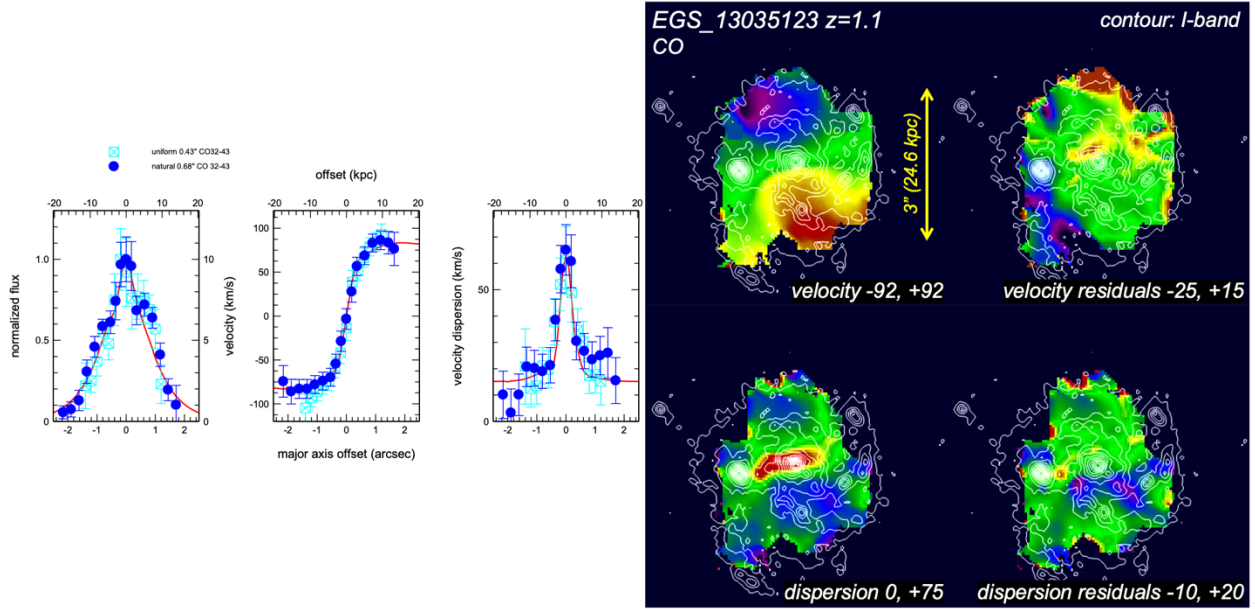 EGS_13035123 z=1.1
contour: I-band
CO
uniform 0.43" CO32-43
natural 0.68" CO 32-43
offset (kpc)
20 10 0 -10 20
20 10 0 -10 20
20 10 0 -10 20
normalized flux
1.0
0.5
0
10
5
0
-2 -1 0 1 2
velocity (km/s)
100
75
50
25
0
-25
-50
-75
-100
-2 -1 0 1 2
major axis offset (arcsec)
velocity dispersion (km/s)
50
0
-2 -1 0 1 2
3” (24.6 kpc)
velocity -92, +92
velocity residuals -25, +15
dispersion 0, +75
dispersion residuals -10, +20